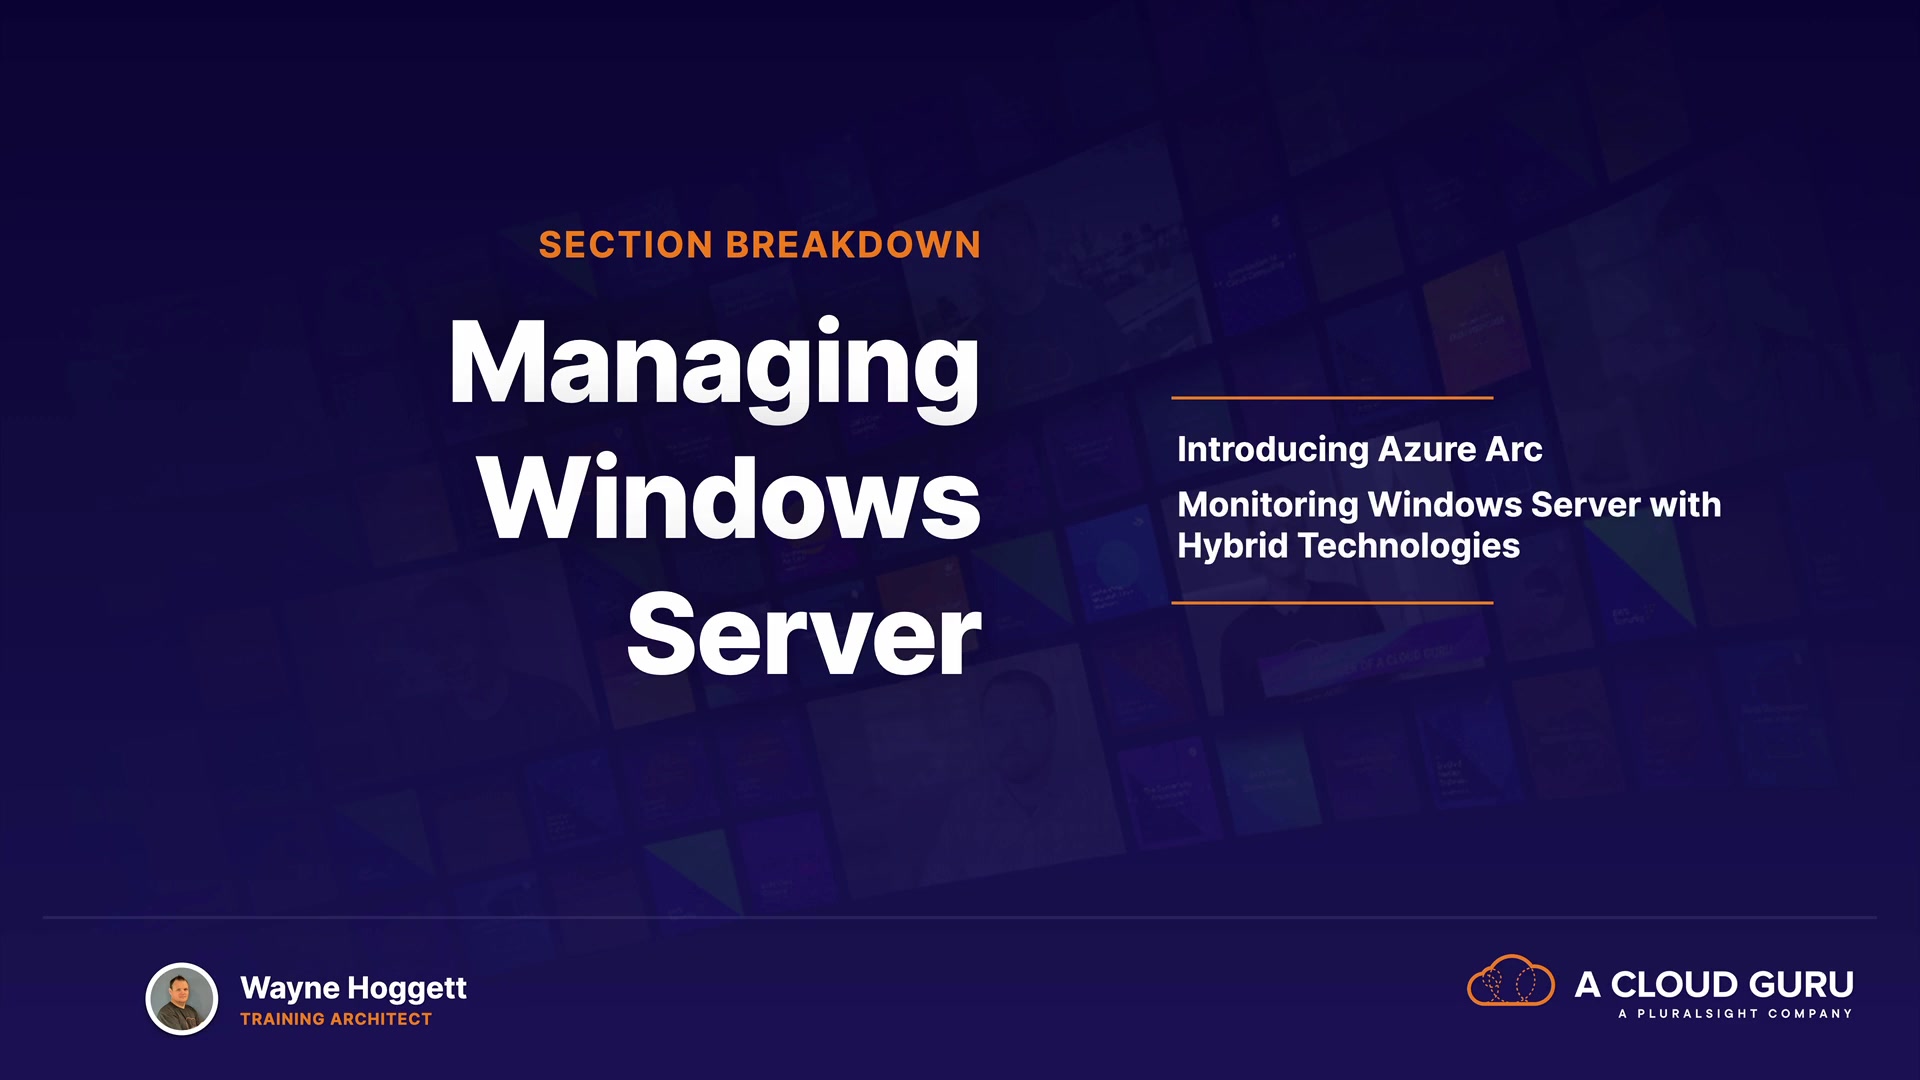 SECTION BREAKDOWN
Managing
Windows
Server
Introducing Azure Arc
Monitoring Windows Server with
Hybrid Technologies
Wayne Hoggett
TRAINING ARCHITECT
A CLOUD GURU
A PLURALSIGHT COMPANY